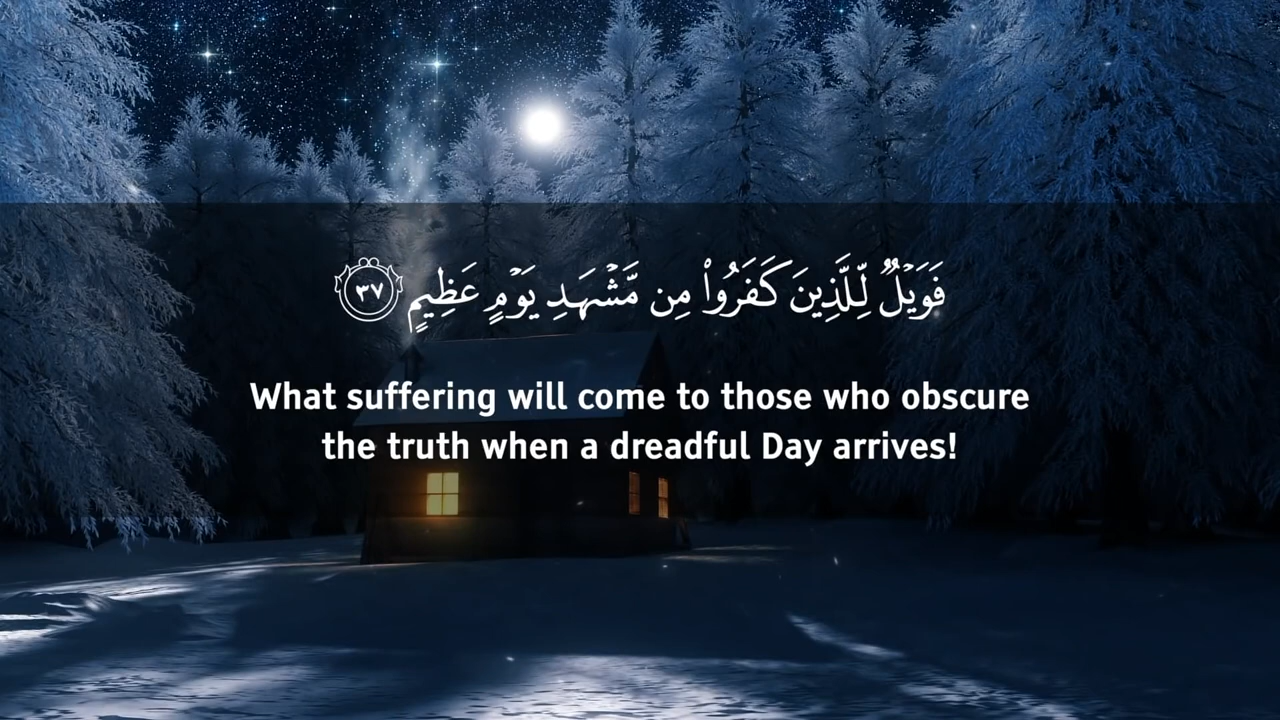 فَوَيْلٌ لِّلَّذِينَ كَفَرُوا۟ مِن مَّشْهَدِ يَوْمٍ عَظِيمٍ ٣٧
What suffering will come to those who obscure
the truth when a dreadful Day arrives!